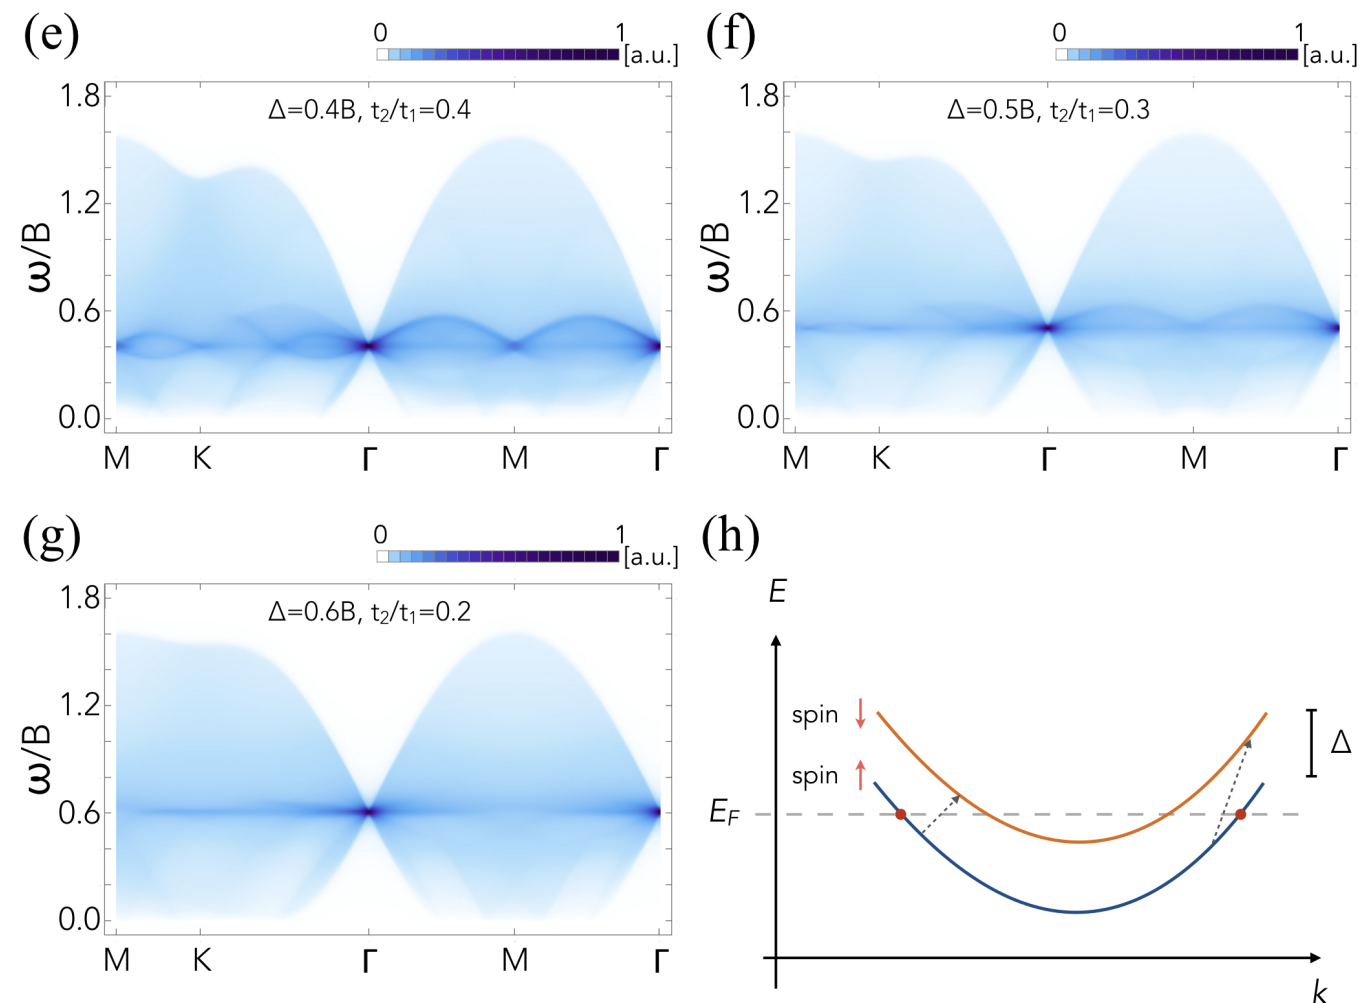 (e)
0 1
[a.u.]
Δ=0.4B, t₂/t₁=0.4
1.8
1.2
0.6
0.0
ω/B
M K Γ M Γ
(f)
0 1
[a.u.]
Δ=0.5B, t₂/t₁=0.3
1.8
1.2
0.6
0.0
ω/B
M K Γ M Γ
(g)
0 1
[a.u.]
Δ=0.6B, t₂/t₁=0.2
1.8
1.2
0.6
0.0
ω/B
M K Γ M Γ
(h)
E
spin ↓
spin ↑
Δ
E_F
k